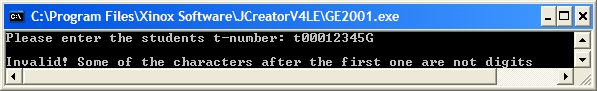 C:\Program Files\Xinox Software\JCreatorV4LE\GE2001.exe
Please enter the students t-number: t00012345G
Invalid! Some of the characters after the first one are not digits